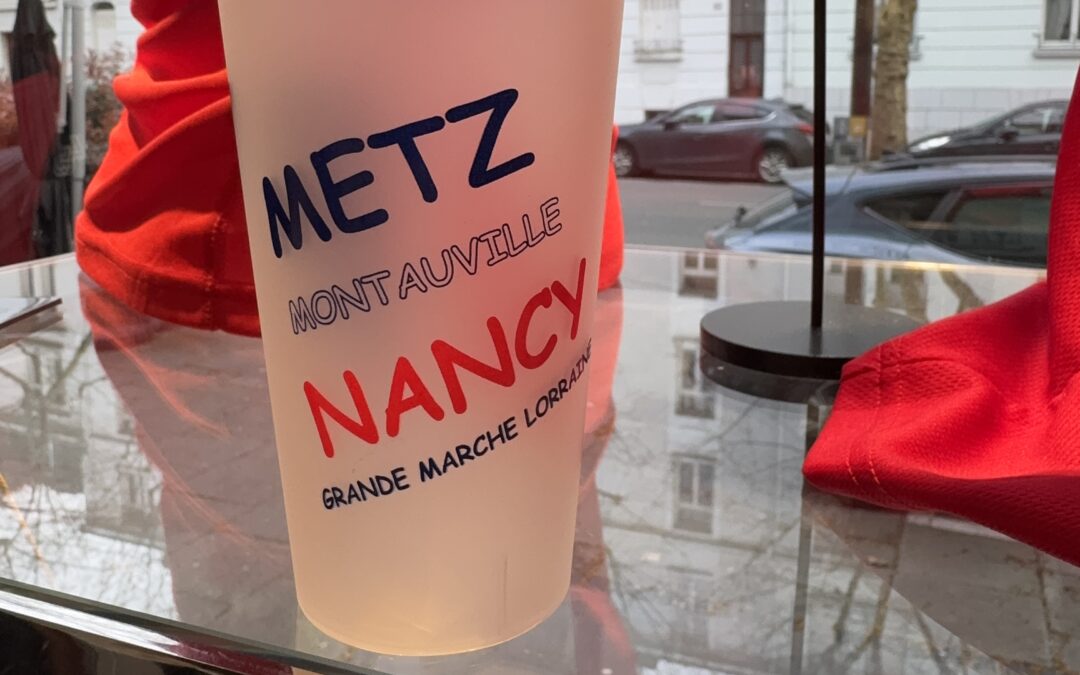 METZ
MONTAUVILLE
NANCY
GRANDE MARCHE LORRAINE